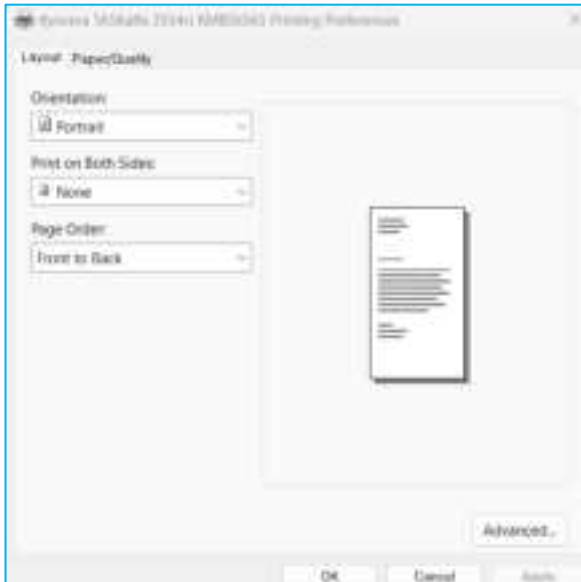 Printing Preferences
Layout Paper/Quality
Orientation:
Portrait
Print on Both Sides:
None
Page Order:
Front to Back
Advanced...
OK Cancel Apply